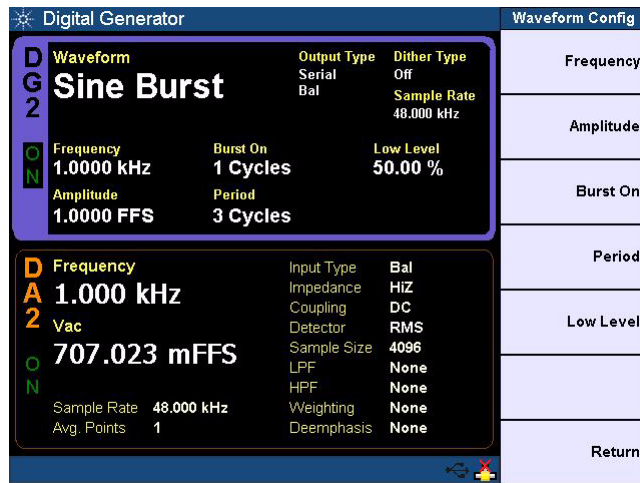 Digital Generator
Waveform Config
DG2
ON
Waveform
Sine Burst
Output Type
Serial
Bal
Dither Type
Off
Sample Rate
48.000 kHz
Frequency
1.0000 kHz
Burst On
1 Cycles
Low Level
50.00 %
Amplitude
1.0000 FFS
Period
3 Cycles
DA2
ON
Frequency
1.000 kHz
Vac
707.023 mFFS
Sample Rate 48.000 kHz
Avg. Points 1
Input Type Bal
Impedance HiZ
Coupling DC
Detector RMS
Sample Size 4096
LPF None
HPF None
Weighting None
Deemphasis None
Frequency
Amplitude
Burst On
Period
Low Level
Return